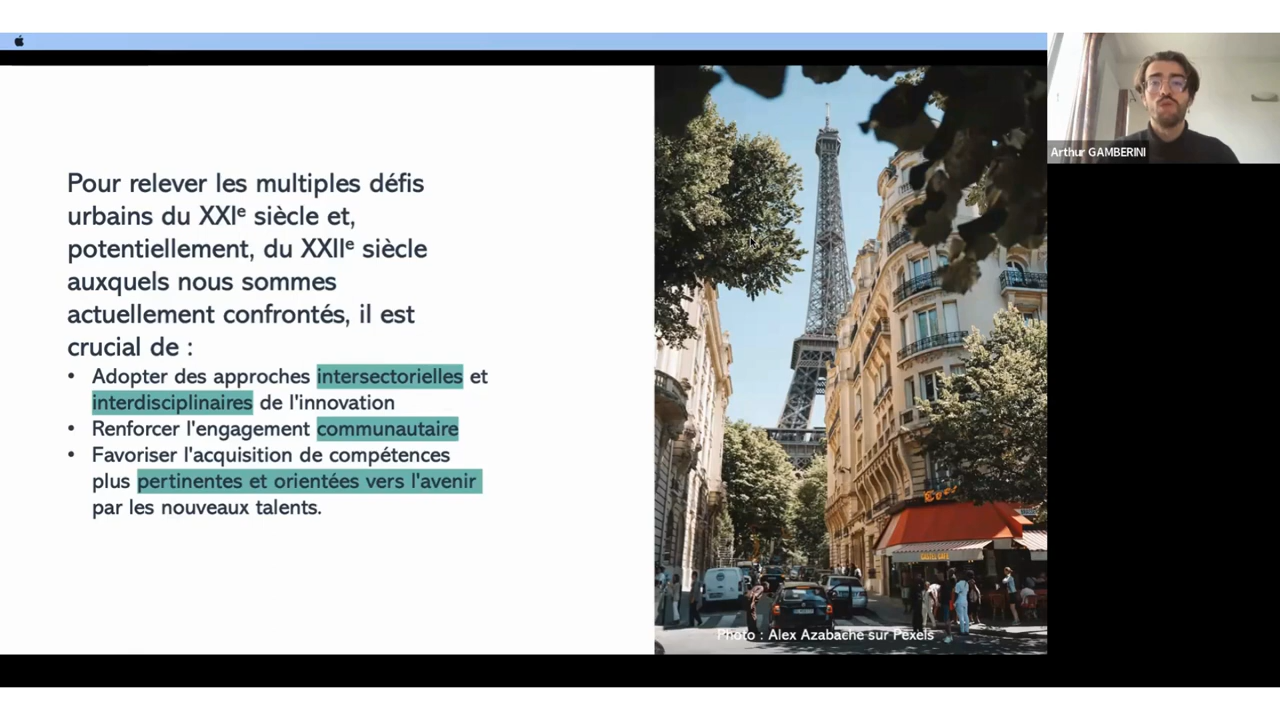 Pour relever les multiples défis
urbains du XXIe siècle et,
potentiellement, du XXIIe siècle
auxquels nous sommes
actuellement confrontés, il est
crucial de :
• Adopter des approches intersectorielles et
interdisciplinaires de l'innovation
• Renforcer l'engagement communautaire
• Favoriser l'acquisition de compétences
plus pertinentes et orientées vers l'avenir
par les nouveaux talents.
Photo : Alex Azabache sur Pexels
Arthur GAMBERINI